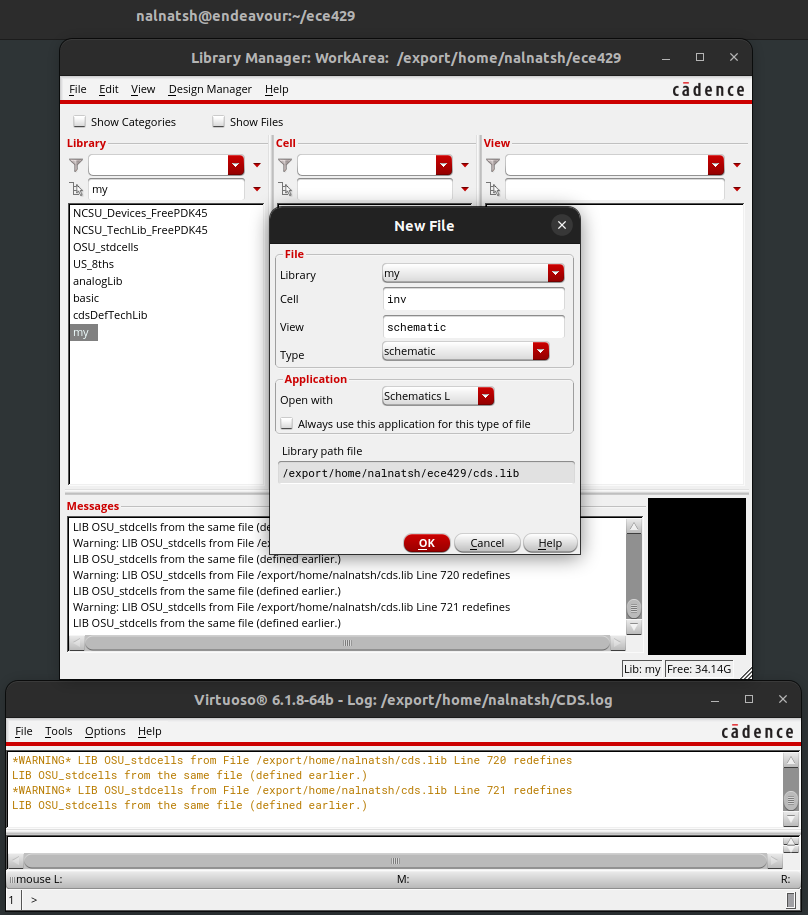 nalnatsh@endeavour:~/ece429
Library Manager: WorkArea: /export/home/nalnatsh/ece429
File Edit View Design Manager Help
cādence
Show Categories Show Files
Library Cell View
my
NCSU_Devices_FreePDK45
NCSU_TechLib_FreePDK45
OSU_stdcells
US_8ths
analogLib
basic
cdsDefTechLib
my
New File
File
Library my
Cell inv
View schematic
Type schematic
Application
Open with Schematics L
Always use this application for this type of file
Library path file
/export/home/nalnatsh/ece429/cds.lib
OK Cancel Help
Messages
LIB OSU_stdcells from the same file (de
Warning: LIB OSU_stdcells from File /ex
LIB OSU_stdcells from the same file (defined earlier.)
Warning: LIB OSU_stdcells from File /export/home/nalnatsh/cds.lib Line 720 redefines
LIB OSU_stdcells from the same file (defined earlier.)
Warning: LIB OSU_stdcells from File /export/home/nalnatsh/cds.lib Line 721 redefines
LIB OSU_stdcells from the same file (defined earlier.)
Lib: my Free: 34.14G
Virtuoso® 6.1.8-64b - Log: /export/home/nalnatsh/CDS.log
File Tools Options Help
cādence
*WARNING* LIB OSU_stdcells from File /export/home/nalnatsh/cds.lib Line 720 redefines
LIB OSU_stdcells from the same file (defined earlier.)
*WARNING* LIB OSU_stdcells from File /export/home/nalnatsh/cds.lib Line 721 redefines
LIB OSU_stdcells from the same file (defined earlier.)
mouse L: M: R:
1 >